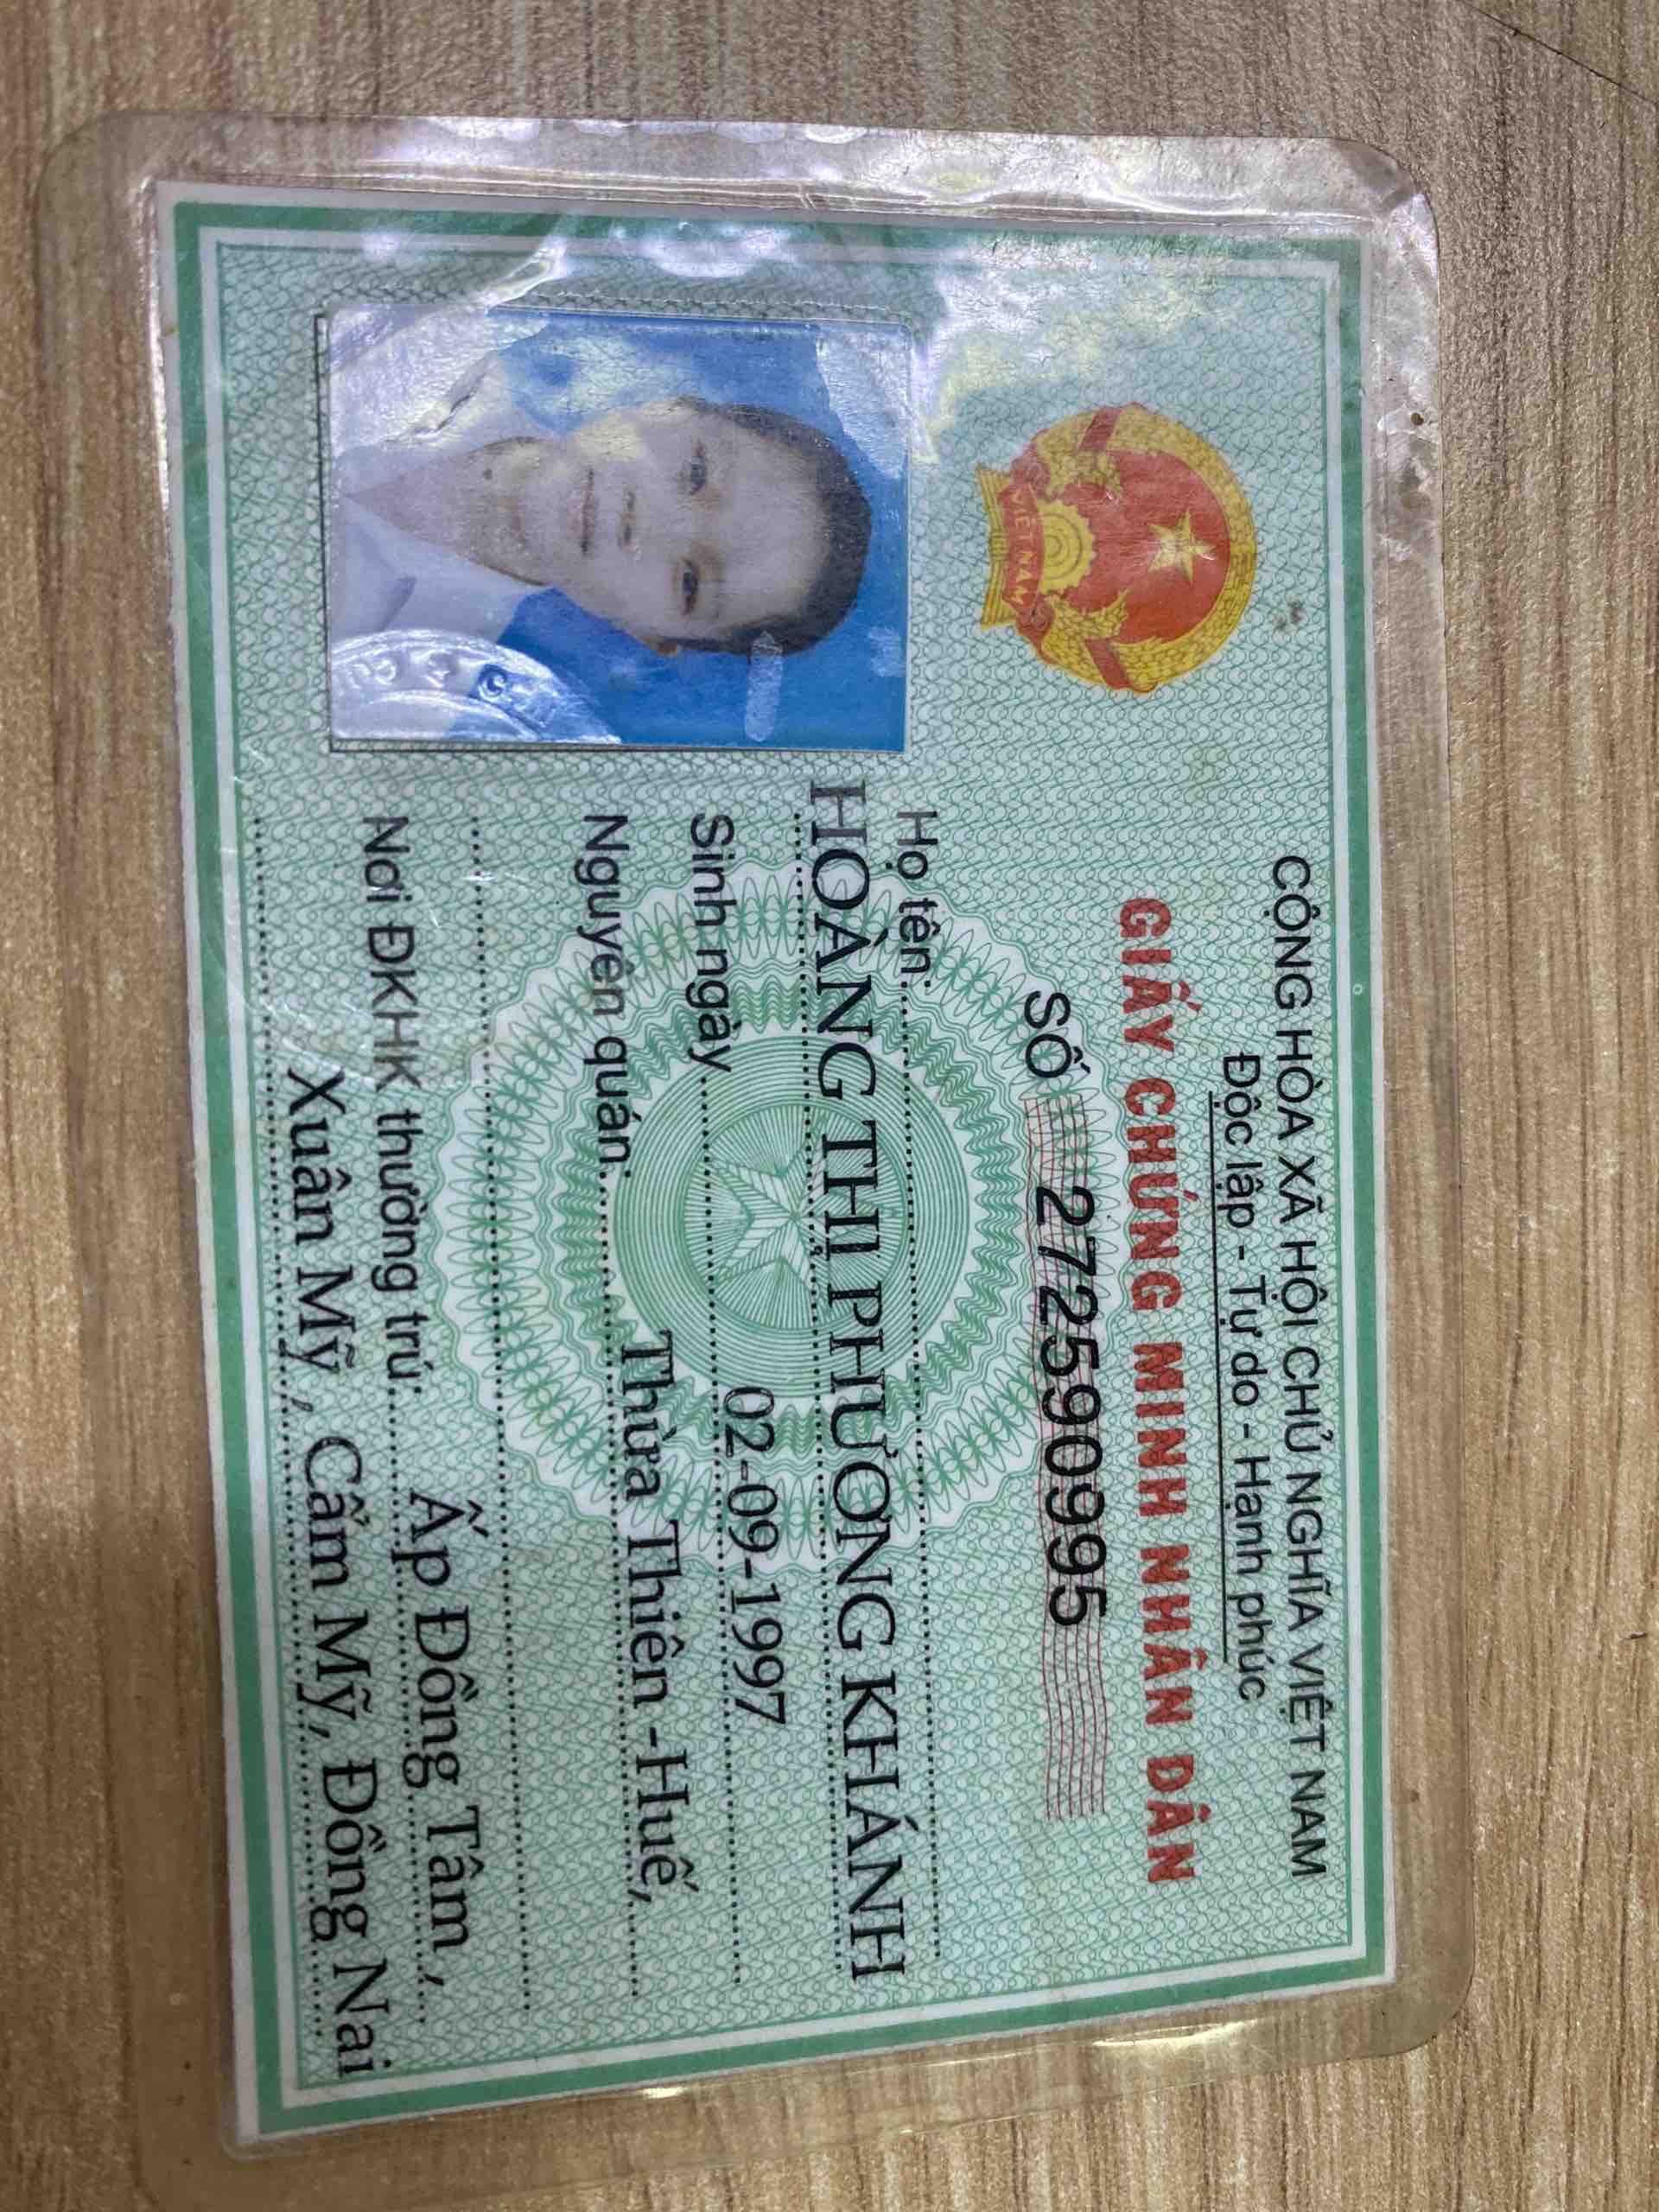 CỘNG HÒA XÃ HỘI CHỦ NGHĨA VIỆT NAM
Độc lập - Tự do - Hạnh phúc
GIẤY CHỨNG MINH NHÂN DÂN
SỐ 272590995
Họ tên
HOÀNG THỊ PHƯƠNG KHÁNH
Sinh ngày 02-09-1997
Nguyên quán Thừa Thiên -Huế,
Nơi ĐKHK thường trú Ấp Đồng Tâm ,
Xuân Mỹ , Cẩm Mỹ, Đồng Nai
VIỆT NAM